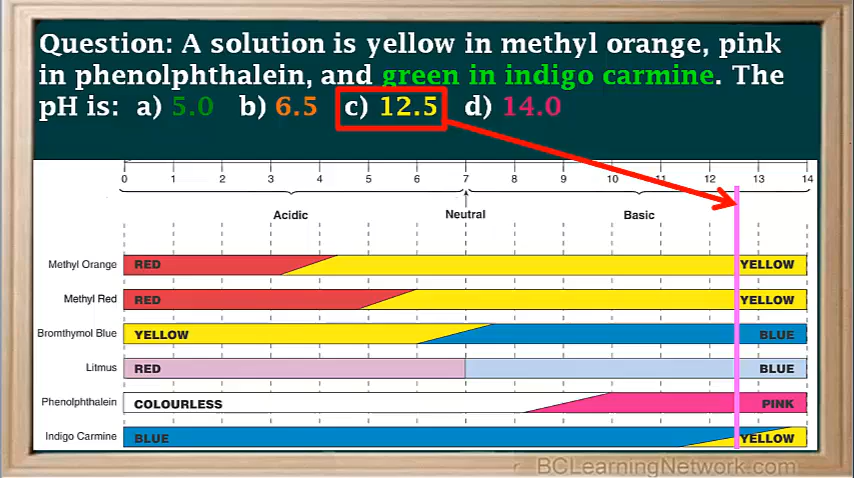 Question: A solution is yellow in methyl orange, pink
in phenolphthalein, and green in indigo carmine. The
pH is: a) 5.0 b) 6.5 c) 12.5 d) 14.0
0 1 2 3 4 5 6 7 8 9 10 11 12 13 14
Acidic Neutral Basic
Methyl Orange RED YELLOW
Methyl Red RED YELLOW
Bromthymol Blue YELLOW BLUE
Litmus RED BLUE
Phenolphthalein COLOURLESS PINK
Indigo Carmine BLUE YELLOW
BCLearningNetwork.com